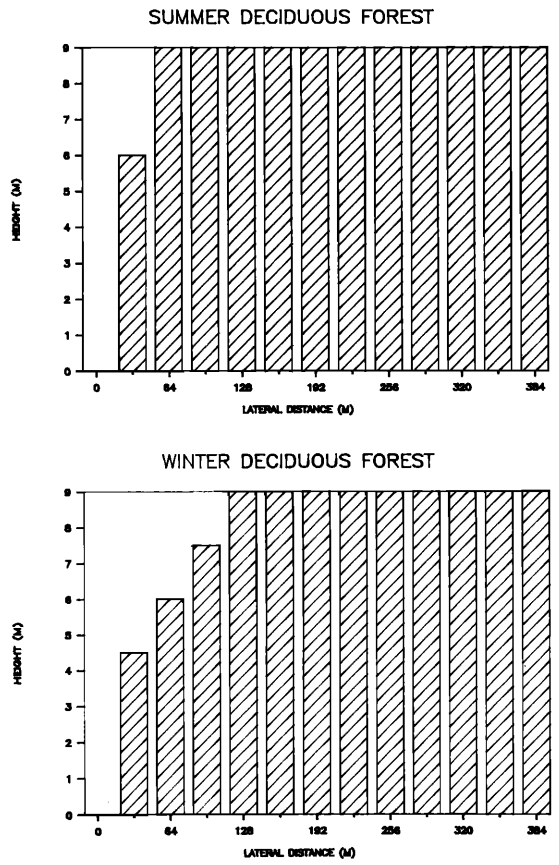 SUMMER DECIDUOUS FOREST
9
8
7
6
5
4
3
2
1
0
HEIGHT (M)
0 64 128 192 256 320 384
LATERAL DISTANCE (M)
WINTER DECIDUOUS FOREST
9
8
7
6
5
4
3
2
1
0
HEIGHT (M)
0 64 128 192 256 320 384
LATERAL DISTANCE (M)